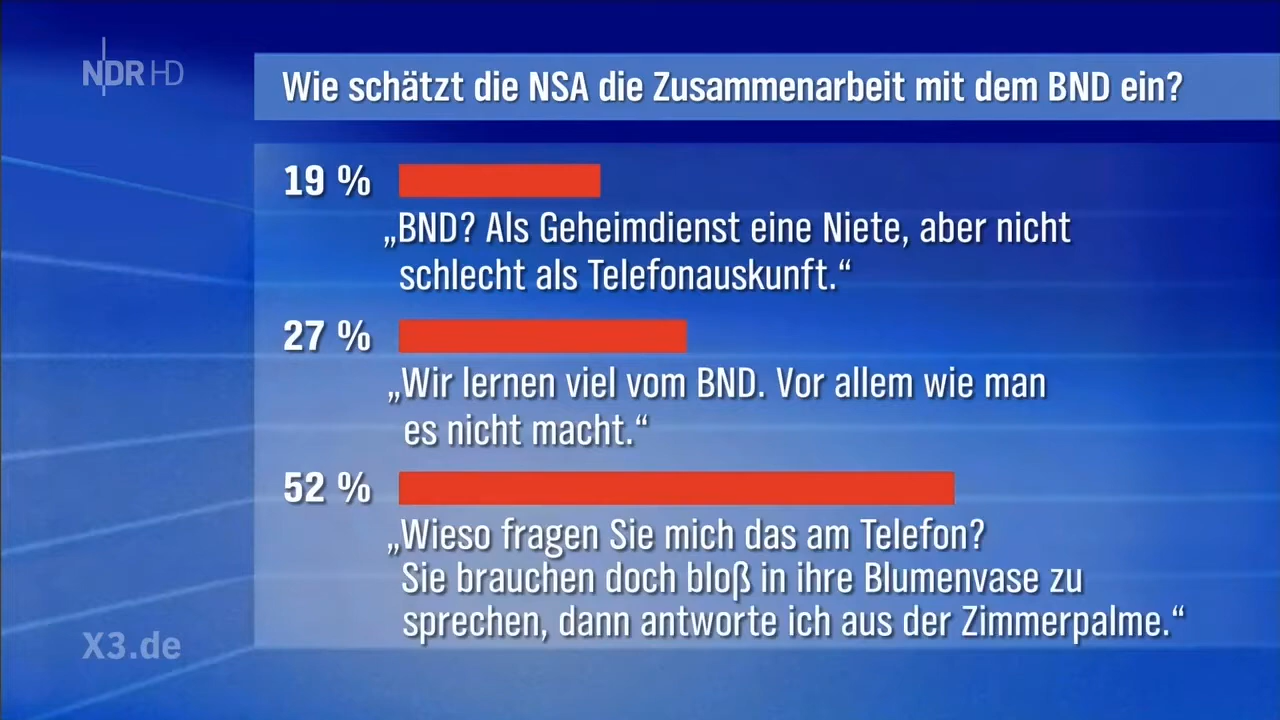 NDR HD
Wie schätzt die NSA die Zusammenarbeit mit dem BND ein?
19 %
„BND? Als Geheimdienst eine Niete, aber nicht
schlecht als Telefonauskunft.“
27 %
„Wir lernen viel vom BND. Vor allem wie man
es nicht macht.“
52 %
„Wieso fragen Sie mich das am Telefon?
Sie brauchen doch bloß in ihre Blumenvase zu
sprechen, dann antworte ich aus der Zimmerpalme.“
X3.de